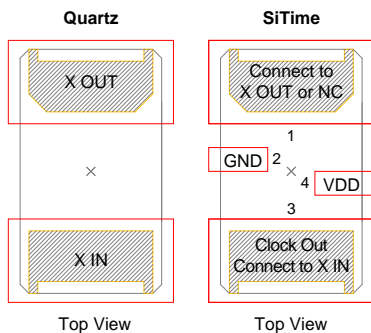 Quartz
SiTime
X OUT
Connect to
X OUT or NC
1
GND
2
4
VDD
3
X IN
Clock Out
Connect to X IN
Top View
Top View